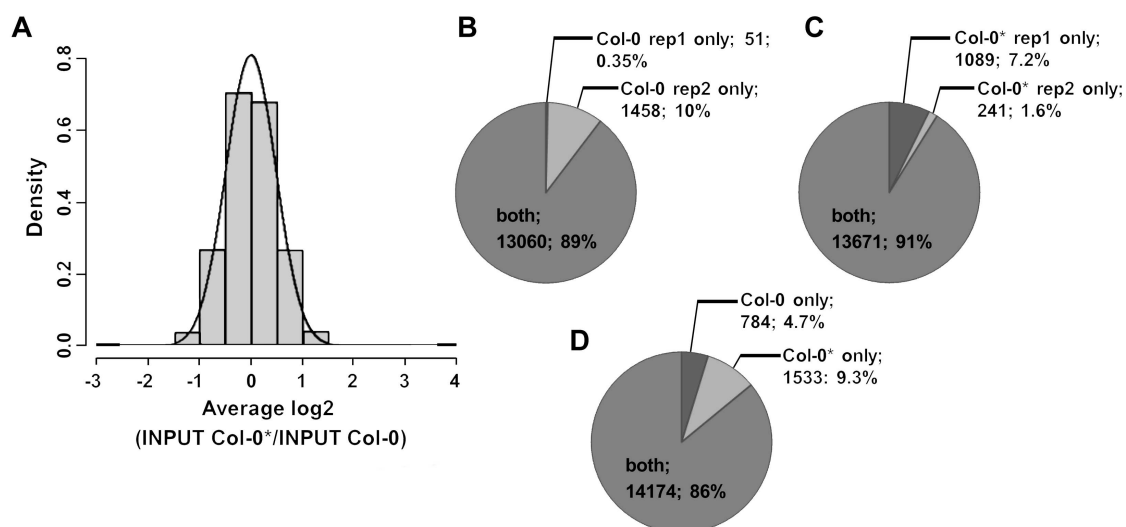 A
0.8
0.6
0.4
0.2
0.0
Density
-3 -2 -1 0 1 2 3 4
Average log2
(INPUT Col-0*/INPUT Col-0)
B
Col-0 rep1 only; 51;
0.35%
Col-0 rep2 only;
1458; 10%
both;
13060; 89%
C
Col-0* rep1 only;
1089; 7.2%
Col-0* rep2 only;
241; 1.6%
both;
13671; 91%
D
Col-0 only;
784; 4.7%
Col-0* only;
1533: 9.3%
both;
14174; 86%